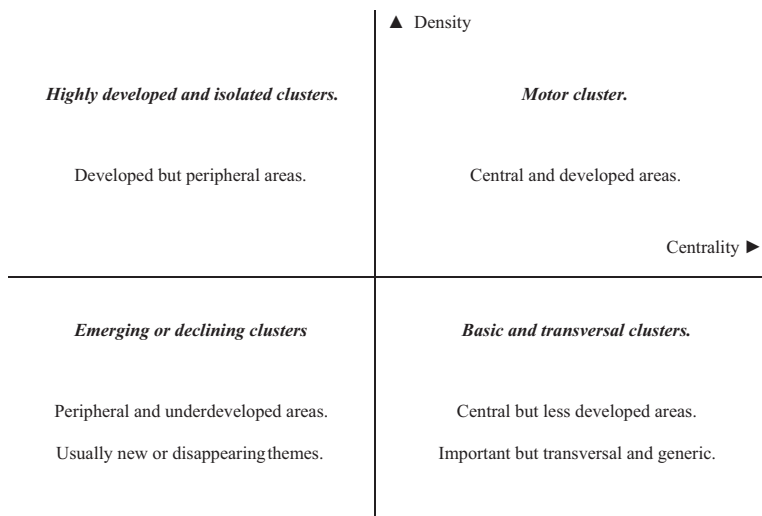 ▲ Density
Highly developed and isolated clusters.
Motor cluster.
Developed but peripheral areas.
Central and developed areas.
Centrality ►
Emerging or declining clusters
Basic and transversal clusters.
Peripheral and underdeveloped areas.
Central but less developed areas.
Usually new or disappearing themes.
Important but transversal and generic.